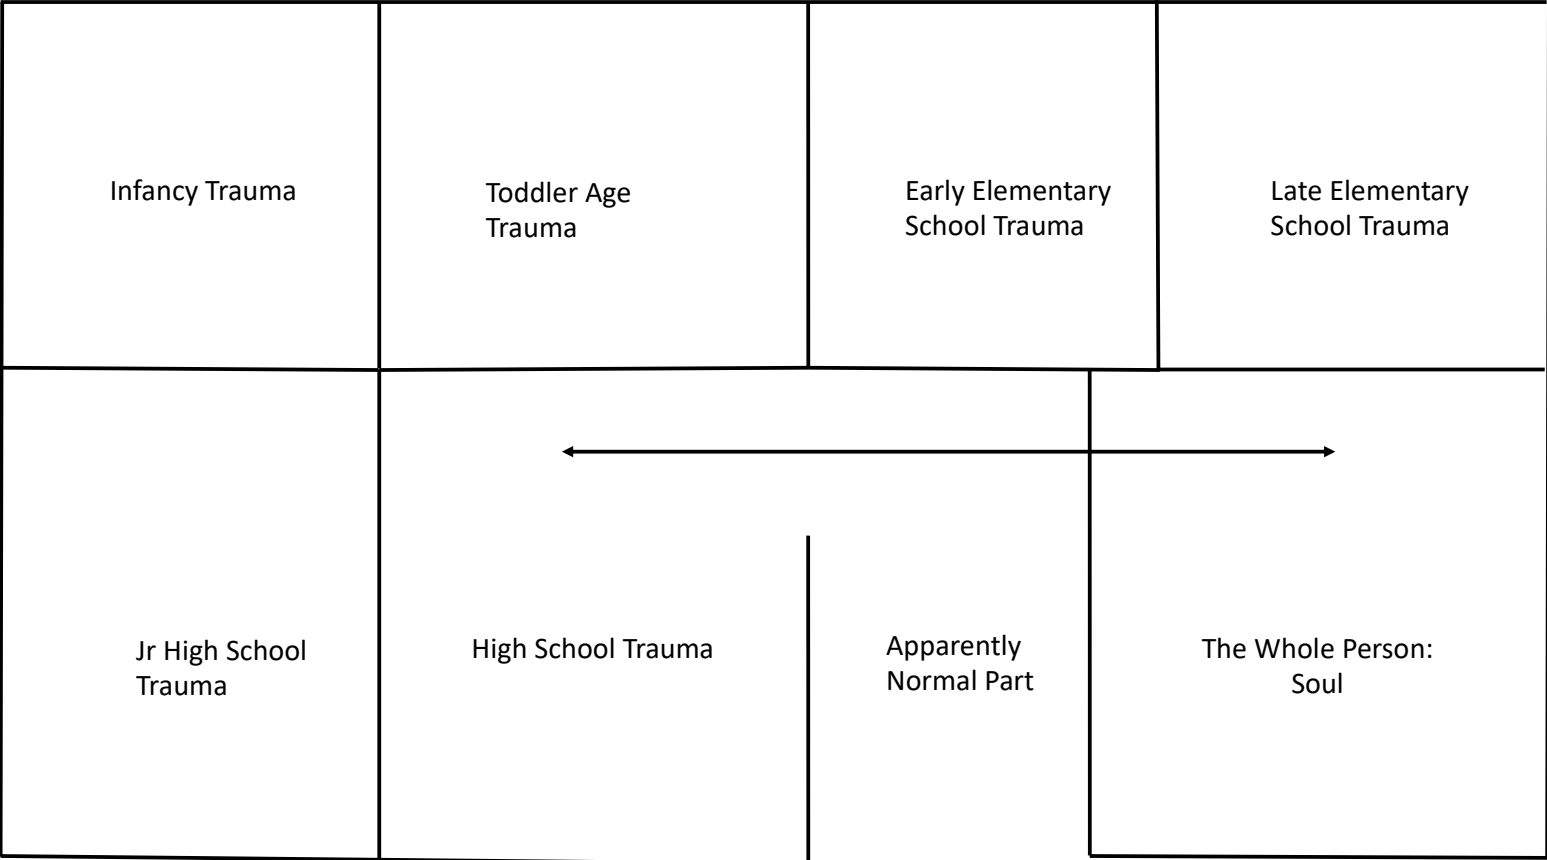 Infancy Trauma
Toddler Age
Trauma
Early Elementary
School Trauma
Late Elementary
School Trauma
Jr High School
Trauma
High School Trauma
Apparently
Normal Part
The Whole Person:
Soul